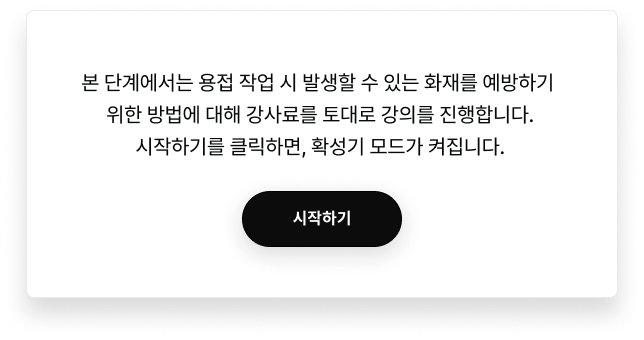 본 단계에서는 용접 작업 시 발생할 수 있는 화재를 예방하기
위한 방법에 대해 강사료를 토대로 강의를 진행합니다.
시작하기를 클릭하면, 확성기 모드가 켜집니다.
시작하기